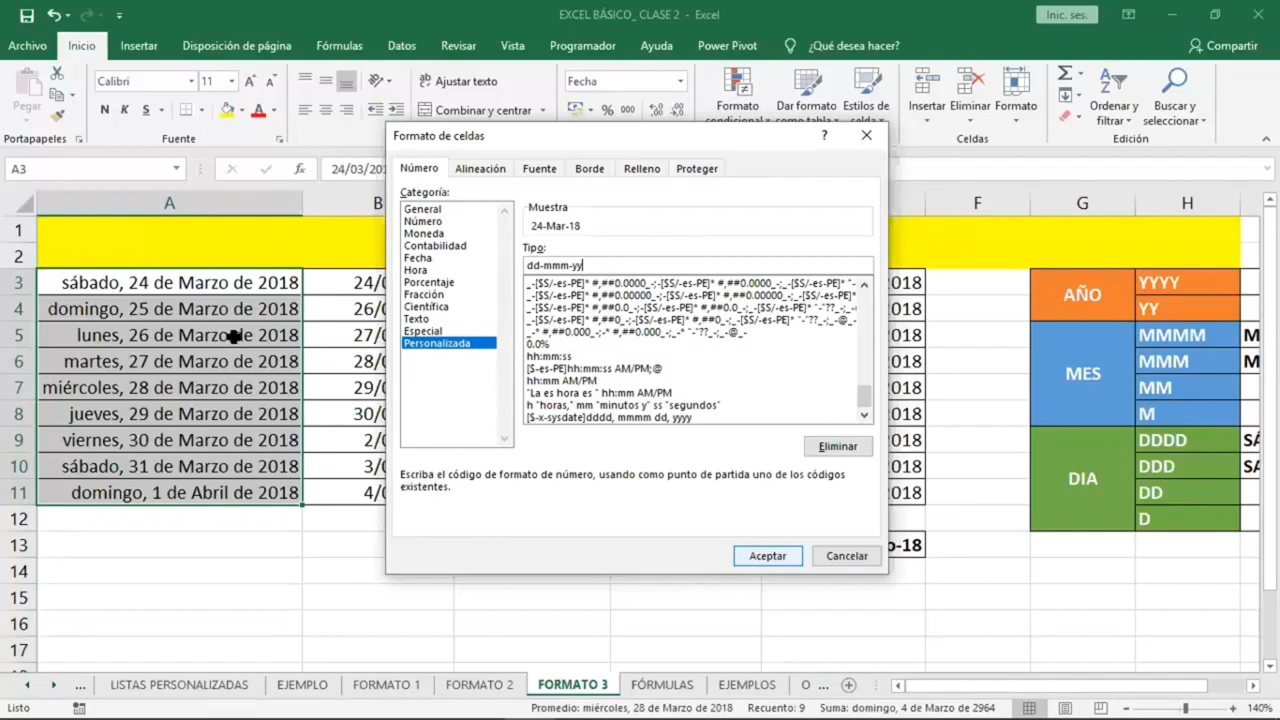 EXCEL BÁSICO_ CLASE 2 - Excel
Inic. ses.
Archivo Inicio Insertar Disposición de página Fórmulas Datos Revisar Vista Programador Ayuda Power Pivot ¿Qué desea hacer? Compartir
Pegar
Calibri 11
N K S
Ajustar texto
Combinar y centrar
Fecha
% 000
Formato condicional
Dar formato como tabla
Estilos de celda
Insertar Eliminar Formato
Ordenar y filtrar
Buscar y seleccionar
Portapapeles Fuente Celdas Edición
A3 fx 24/03/201
Formato de celdas ? ×
Número Alineación Fuente Borde Relleno Proteger
Categoría:
General
Número
Moneda
Contabilidad
Fecha
Hora
Porcentaje
Fracción
Científica
Texto
Especial
Personalizada
Muestra
24-Mar-18
Tipo:
dd-mmm-yy
0.0%
hh:mm:ss
[$-es-PE]hh:mm:ss AM/PM;@
hh:mm AM/PM
"La es hora es " hh:mm AM/PM
h "horas," mm "minutos y" ss "segundos"
[$-x-sysdate]dddd, mmmm dd, yyyy
Eliminar
Escriba el código de formato de número, usando como punto de partida uno de los códigos
existentes.
Aceptar Cancelar
A B F G H
1
2
3 sábado, 24 de Marzo de 2018 24/0 2018 AÑO YYYY
4 domingo, 25 de Marzo de 2018 26/0 2018 YY
5 lunes, 26 de Marzo de 2018 27/0 2018 MES MMMM M
6 martes, 27 de Marzo de 2018 28/0 2018 MMM M
7 miércoles, 28 de Marzo de 2018 29/0 2018 MM
8 jueves, 29 de Marzo de 2018 30/0 2018 M
9 viernes, 30 de Marzo de 2018 2/0 2018 DIA DDDD SÁ
10 sábado, 31 de Marzo de 2018 3/0 2018 DDD SÁ
11 domingo, 1 de Abril de 2018 4/0 2018 DD
12 D
13 o-18
14
15
16
17
... LISTAS PERSONALIZADAS EJEMPLO FORMATO 1 FORMATO 2 FORMATO 3 FÓRMULAS EJEMPLOS O ...
Listo Promedio: miércoles, 28 de Marzo de 2018 Recuento: 9 Suma: domingo, 4 de Marzo de 2964 140%